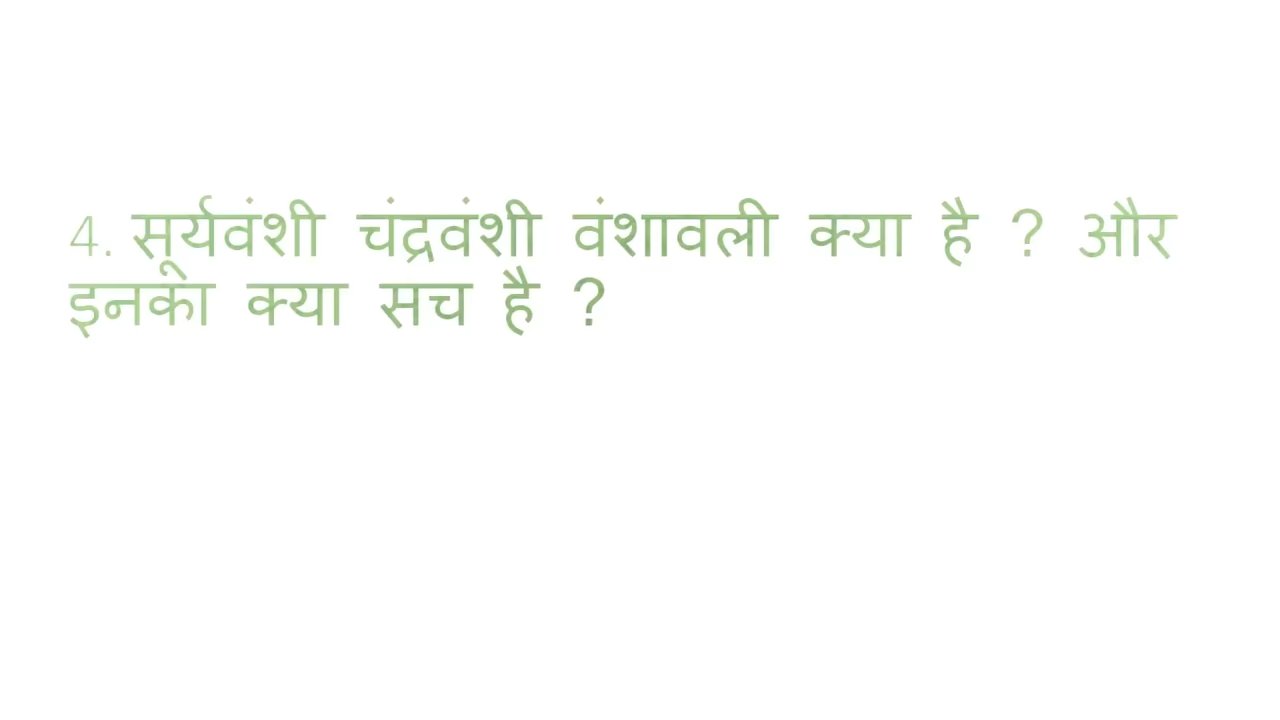 4. सूर्यवंशी चंद्रवंशी वंशावली क्या है ? और
इनका क्या सच है ?